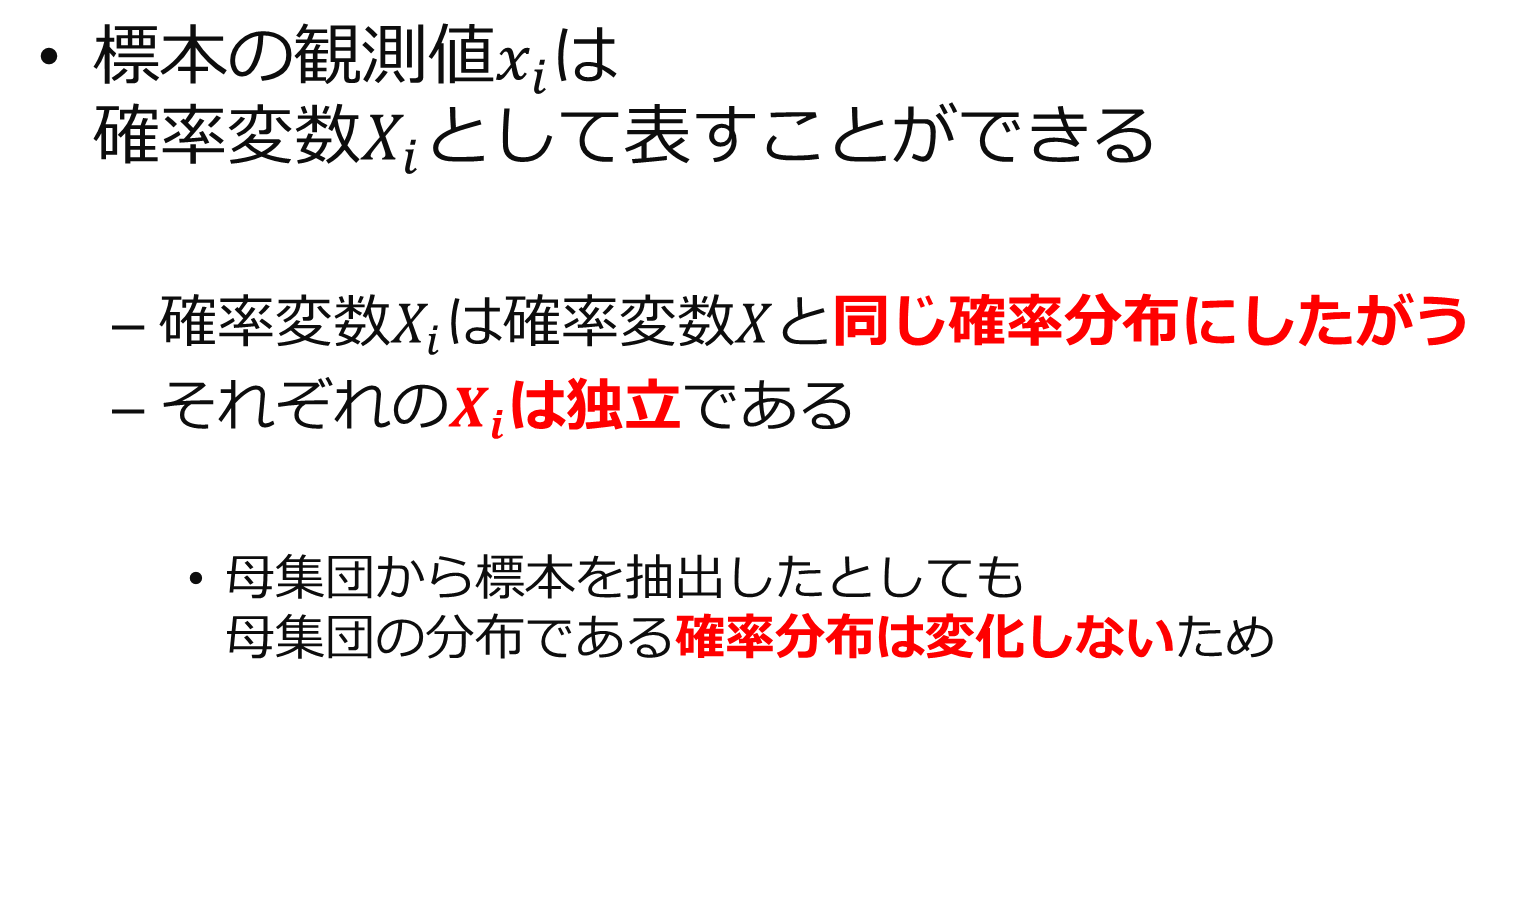 • 標本の観測値𝑥𝑖は
確率変数𝑋𝑖として表すことができる
– 確率変数𝑋𝑖は確率変数𝑋と同じ確率分布にしたがう
– それぞれの𝑿𝒊は独立である
• 母集団から標本を抽出したとしても
母集団の分布である確率分布は変化しないため